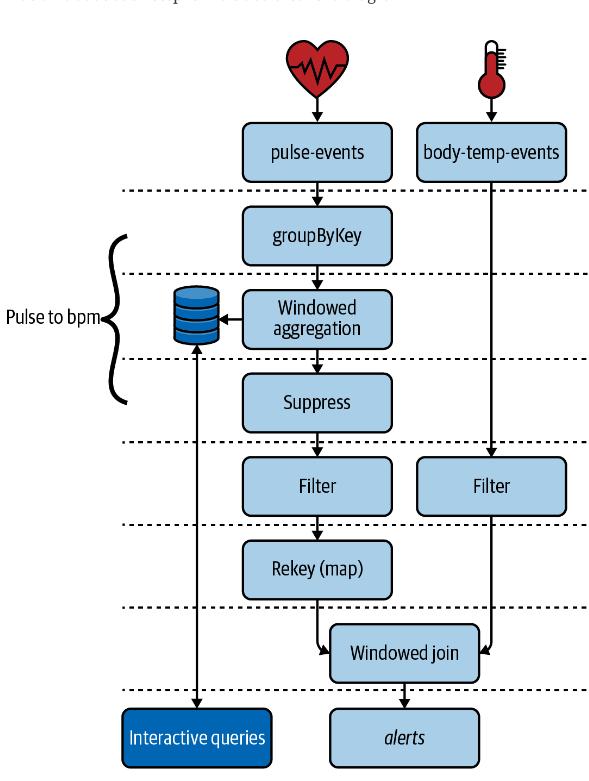 pulse-events
body-temp-events
groupByKey
Pulse to bpm
Windowed
aggregation
Suppress
Filter
Filter
Rekey (map)
Windowed join
Interactive queries
alerts